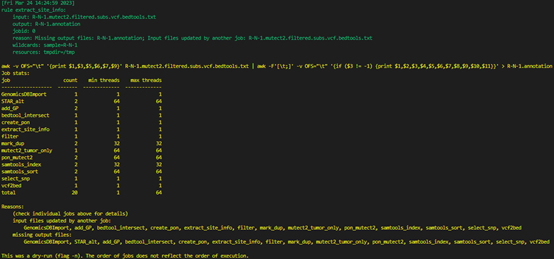 [Fri Mar 24 14:24:59 2023]
rule extract_site_info:
    input: R-N-1.mutect2.filtered.subs.vcf.bedtools.txt
    output: R-N-1.annotation
    jobid: 0
    reason: Missing output files: R-N-1.annotation; Input files updated by another job: R-N-1.mutect2.filtered.subs.vcf.bedtools.txt
    wildcards: sample=R-N-1
    resources: tmpdir=/tmp
awk -v OFS="\t" '{print $1,$3,$5,$6,$7,$9}' R-N-1.mutect2.filtered.subs.vcf.bedtools.txt | awk -F'[\t;]' -v OFS="\t" '{if ($3 != -1) {print $1,$2,$3,$4,$5,$6,$7,$8,$9,$10,$11}}' > R-N-1.annotation
Job stats:
job    count    min threads    max threads
GenomicsDBImport    1    1    1
STAR_alt    2    64    64
add_GP    2    1    1
bedtool_intersect    1    1    1
create_pon    1    1    1
extract_site_info    1    1    1
filter    1    1    1
mark_dup    2    32    32
mutect2_tumor_only    1    64    64
pon_mutect2    1    64    64
samtools_index    2    32    32
samtools_sort    2    64    64
select_snp    1    1    1
vcf2bed    1    1    1
total    20    1    64
Reasons:
    (check individual jobs above for details)
    input files updated by another job:
        GenomicsDBImport, add_GP, bedtool_intersect, create_pon, extract_site_info, filter, mark_dup, mutect2_tumor_only, pon_mutect2, samtools_index, samtools_sort, select_snp, vcf2bed
    missing output files:
        GenomicsDBImport, STAR_alt, add_GP, bedtool_intersect, create_pon, extract_site_info, filter, mark_dup, mutect2_tumor_only, pon_mutect2, samtools_index, samtools_sort, select_snp, vcf2bed
This was a dry-run (flag -n). The order of jobs does not reflect the order of execution.